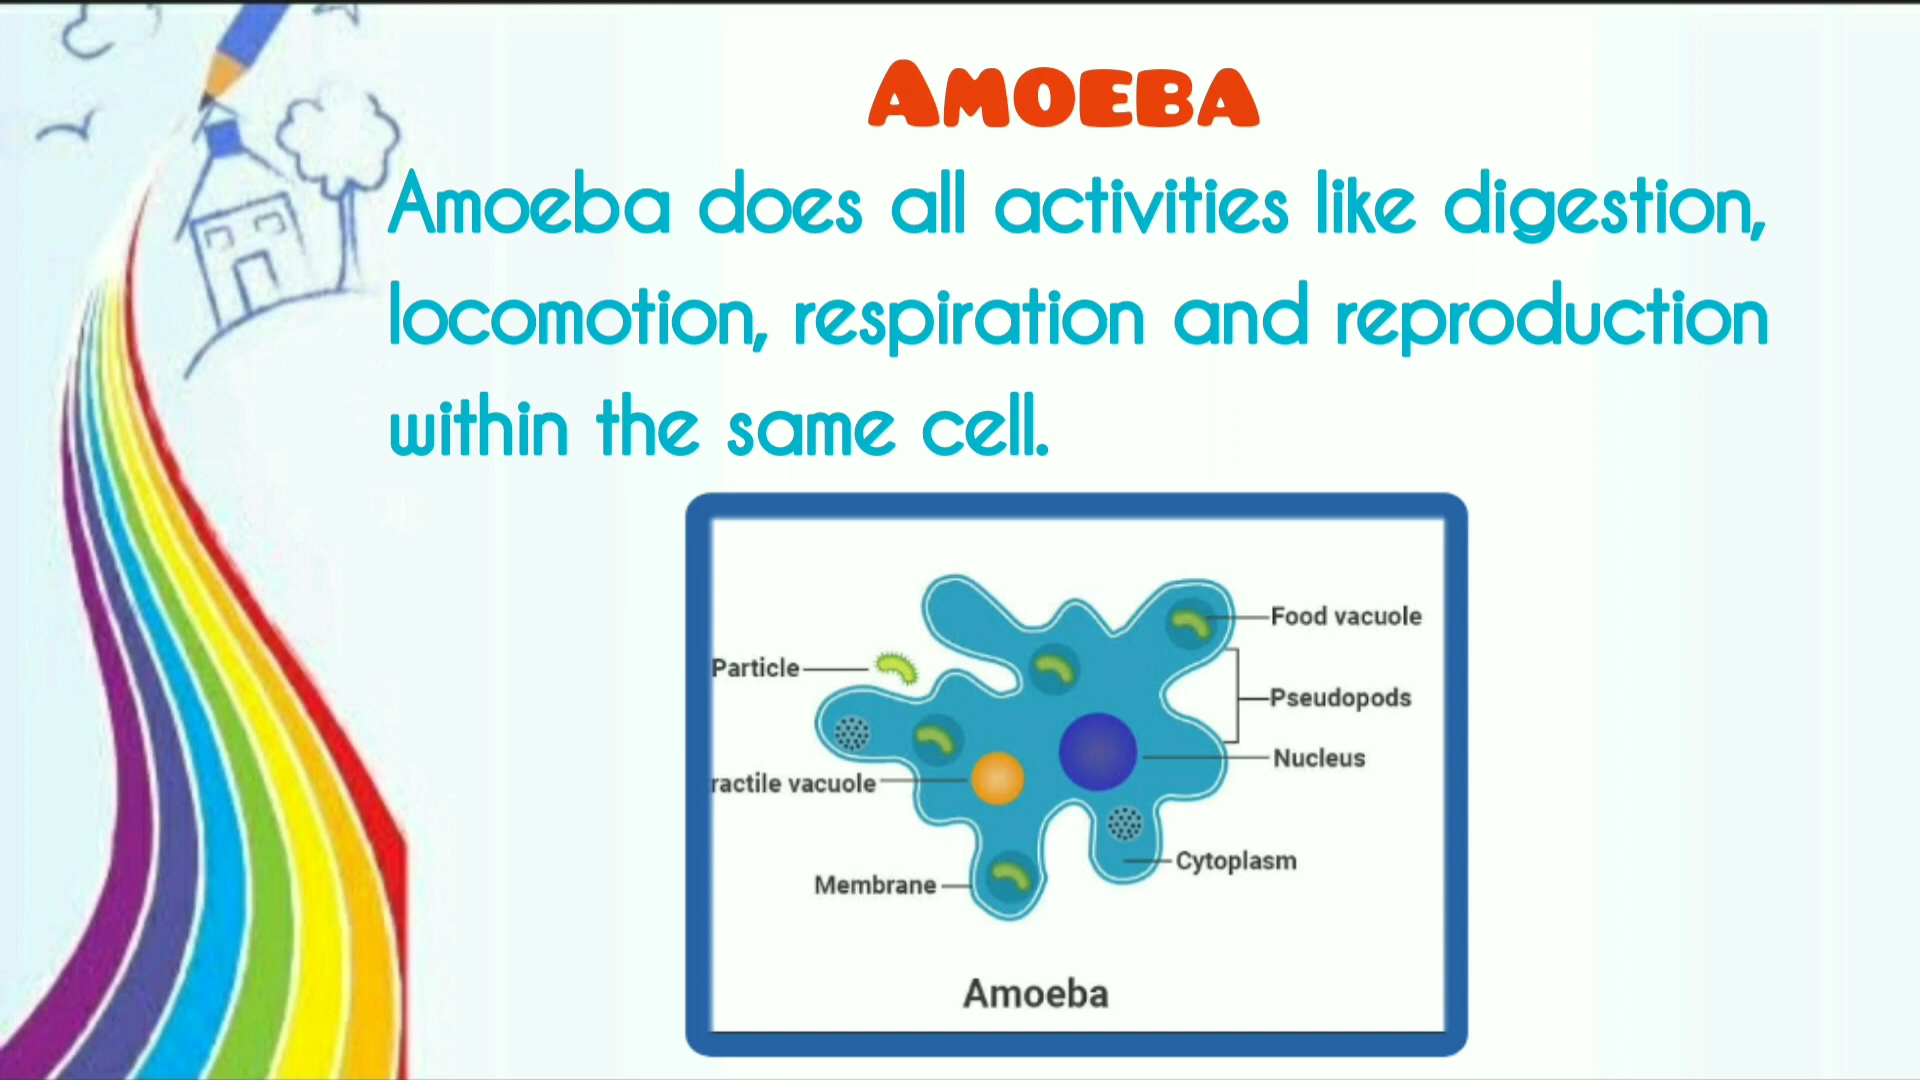 Amoeba
Amoeba does all activities like digestion,
locomotion, respiration and reproduction
within the same cell.
Food vacuole
Particle
Pseudopods
Nucleus
ractile vacuole
Cytoplasm
Membrane
Amoeba